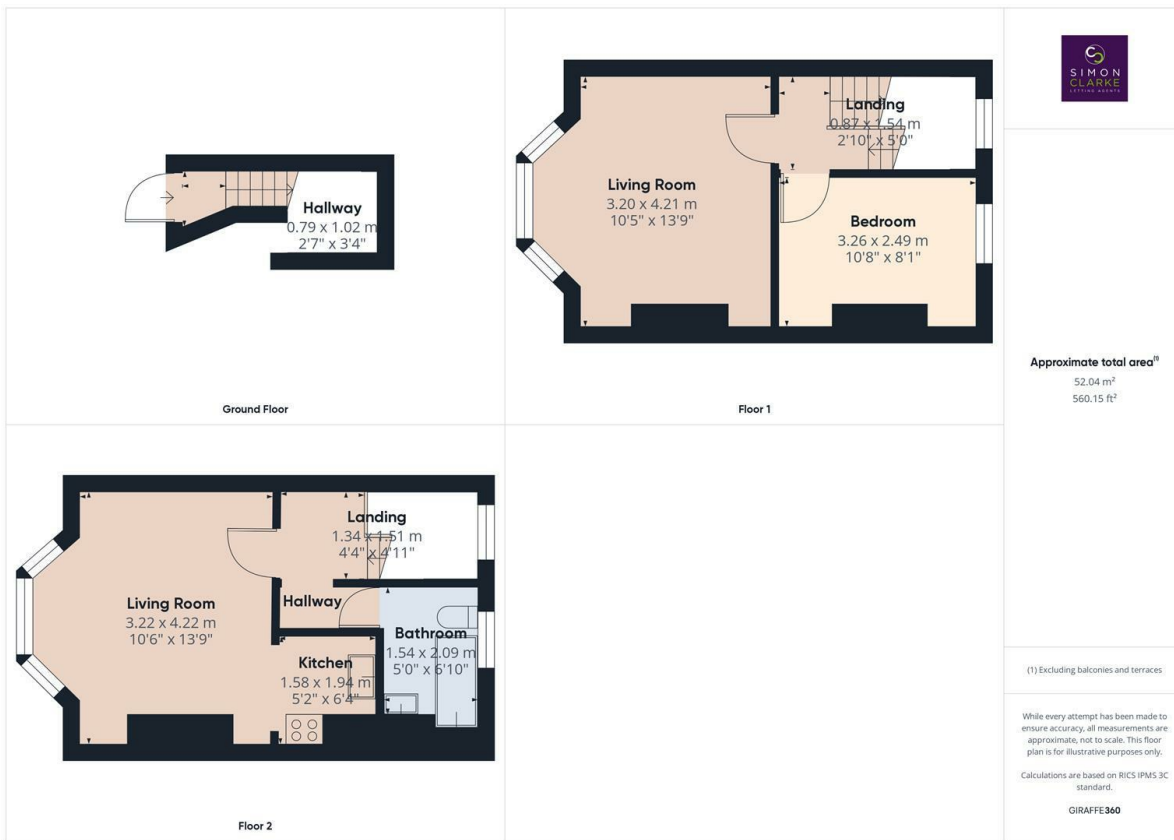 Hallway
0.79 x 1.02 m
2'7" x 3'4"
Ground Floor
Living Room
3.20 x 4.21 m
10'5" x 13'9"
Landing
0.87 x 1.54 m
2'10" x 5'0"
Bedroom
3.26 x 2.49 m
10'8" x 8'1"
Floor 1
SIMON
CLARKE
LETTING AGENTS
Approximate total area(1)
52.04 m²
560.15 ft²
Living Room
3.22 x 4.22 m
10'6" x 13'9"
Landing
1.34 x 1.51 m
4'4" x 4'11"
Hallway
Kitchen
1.58 x 1.94 m
5'2" x 6'4"
Bathroom
1.54 x 2.09 m
5'0" x 6'10"
Floor 2
(1) Excluding balconies and terraces
While every attempt has been made to
ensure accuracy, all measurements are
approximate, not to scale. This floor
plan is for illustrative purposes only.
Calculations are based on RICS IPMS 3C
standard.
GIRAFFE360